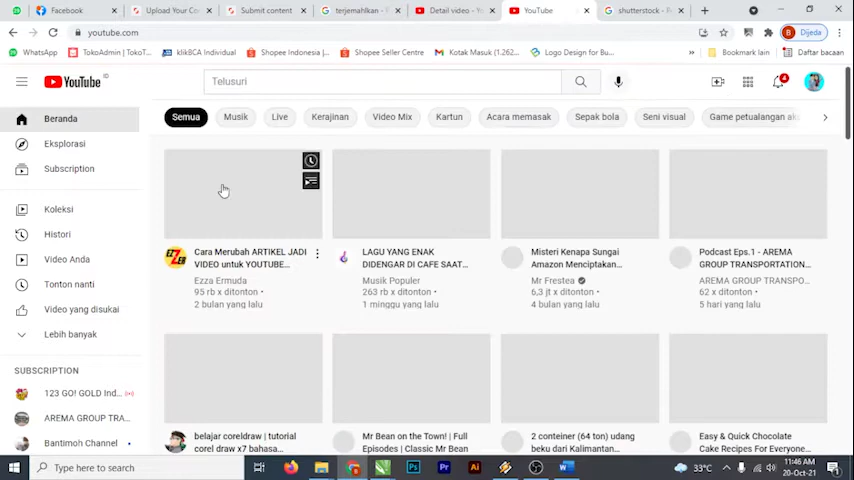 Facebook
Upload Your Co
Submit content
terjemahlkan -
Detail video - Y
YouTube
shutterstock - P
youtube.com
Dijeda
WhatsApp
TokoAdmin | TokoT...
klikBCA Individual
Shopee Indonesia |...
Shopee Seller Centre
Kotak Masuk (1.262...
Logo Design for Bu...
Bookmark lain
Daftar bacaan
YouTube ID
Telusuri
4
Beranda
Semua
Musik
Live
Kerajinan
Video Mix
Kartun
Acara memasak
Sepak bola
Seni visual
Game petualangan aks
Eksplorasi
Subscription
Koleksi
Histori
Video Anda
Tonton nanti
Video yang disukai
Lebih banyak
SUBSCRIPTION
123 GO! GOLD Ind...
AREMA GROUP TRA...
Bantimoh Channel
Cara Merubah ARTIKEL JADI
VIDEO untuk YOUTUBE...
Ezza Ermuda
95 rb x ditonton •
2 bulan yang lalu
LAGU YANG ENAK
DIDENGAR DI CAFE SAAT...
Musik Populer
263 rb x ditonton •
1 minggu yang lalu
Misteri Kenapa Sungai
Amazon Menciptakan...
Mr Frestea
6,3 jt x ditonton •
4 bulan yang lalu
Podcast Eps.1 - AREMA
GROUP TRANSPORTATION...
AREMA GROUP TRANSPO...
62 x ditonton •
5 hari yang lalu
belajar coreldraw | tutorial
corel draw x7 bahasa
Mr Bean on the Town! | Full
Episodes | Classic Mr Bean
2 conteiner (64 ton) udang
beku dari Kalimantan
Easy & Quick Chocolate
Cake Recipes For Everyone
Type here to search
33°C
11:46 AM
20-Oct-21